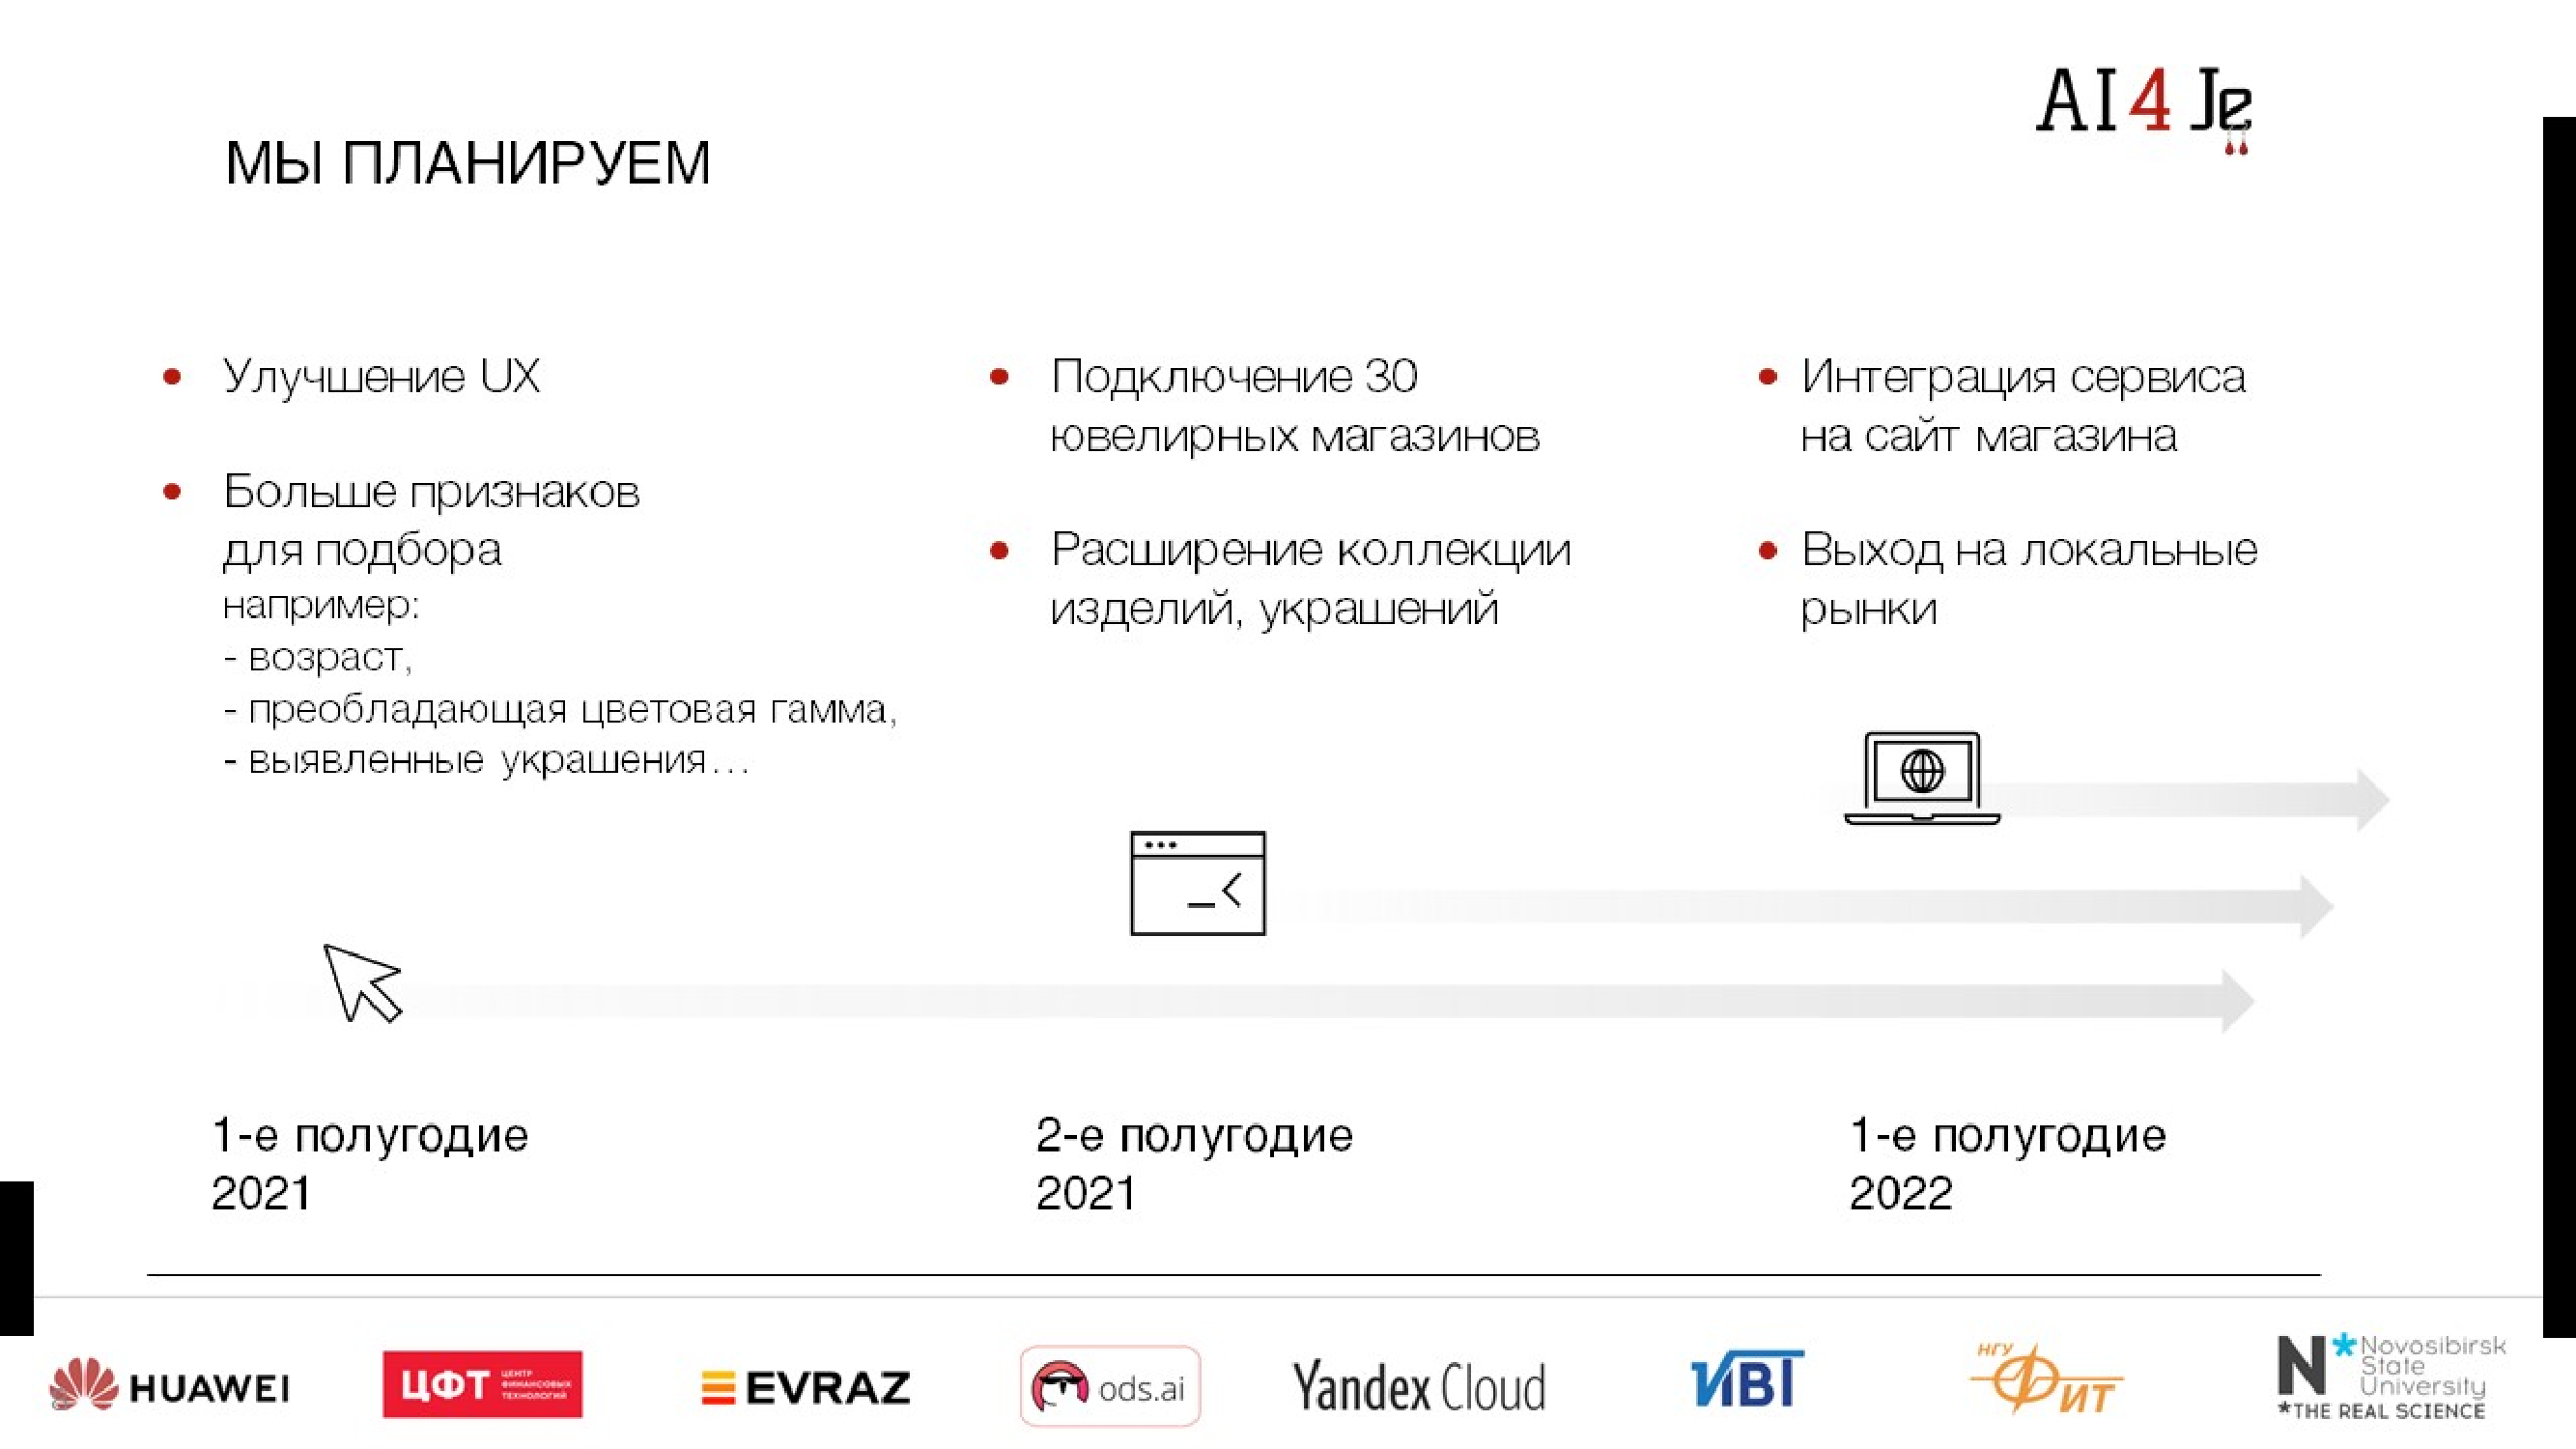 AI4Je
МЫ ПЛАНИРУЕМ
Улучшение UX
Больше признаков
для подбора
например:
- возраст,
- преобладающая цветовая гамма,
- выявленные украшения...
Подключение 30
ювелирных магазинов
Расширение коллекции
изделий, украшений
Интеграция сервиса
на сайт магазина
Выход на локальные
рынки
1-е полугодие
2021
2-е полугодие
2021
1-е полугодие
2022
HUAWEI
ЦФТ
ЦЕНТР
ФИНАНСОВЫХ
ТЕХНОЛОГИЙ
EVRAZ
ods.ai
Yandex Cloud
ИВТ
НГУ
ФИТ
N*
Novosibirsk
State
University
*THE REAL SCIENCE